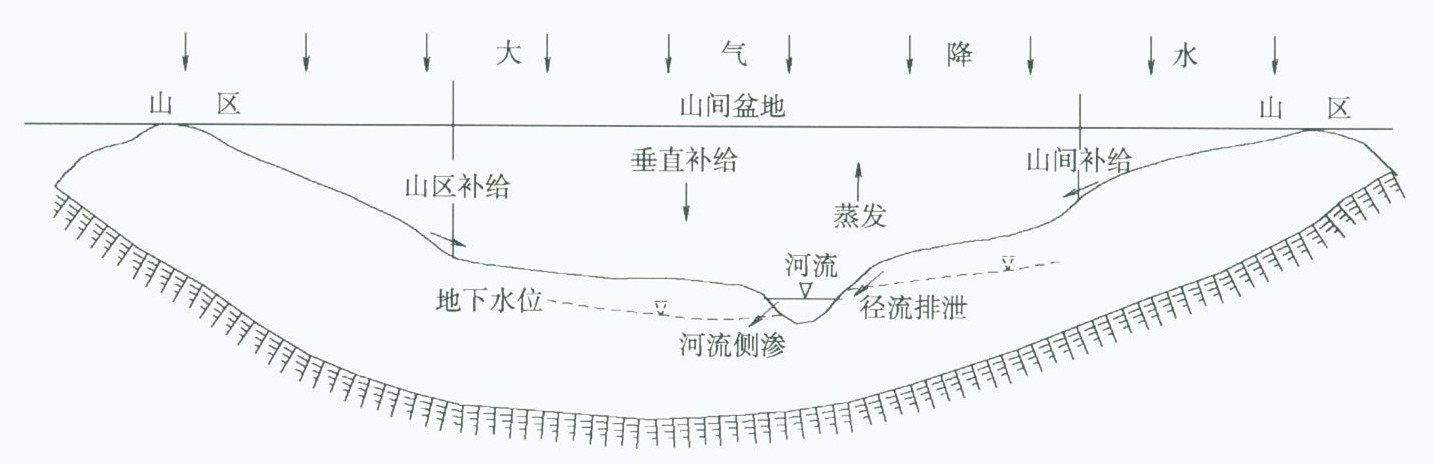 大气降水
山区
山间盆地
山区
垂直补给
山间补给
山区补给
蒸发
河流
地下水位
径流排泄
河流侧渗